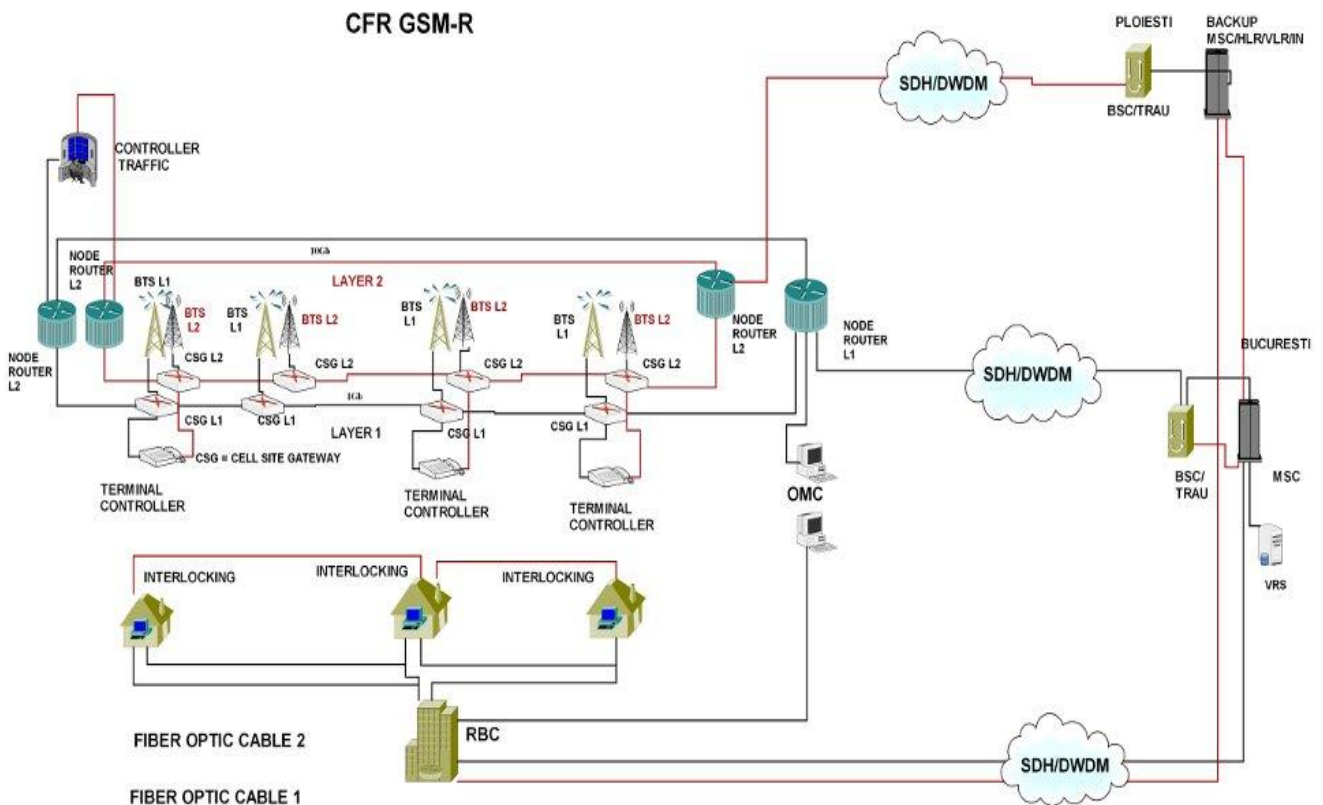 CFR GSM-R
PLOIESTI
BACKUP
MSC/HLR/VLR/IN
SDH/DWDM
BSC/TRAU
CONTROLLER
TRAFFIC
10Gb
NODE
ROUTER
L2
BTS L1
LAYER 2
BTS
L2
BTS
L1
BTS L2
BTS
L1
BTS L2
BTS
L1
BTS L2
NODE
ROUTER
L2
NODE
ROUTER
L1
NODE
ROUTER
L2
CSG L2
CSG L2
CSG L2
CSG L2
BUCURESTI
SDH/DWDM
1Gb
CSG L1
CSG L1
CSG L1
CSG L1
LAYER 1
CSG = CELL SITE GATEWAY
TERMINAL
CONTROLLER
TERMINAL
CONTROLLER
TERMINAL
CONTROLLER
OMC
BSC/
TRAU
MSC
VRS
INTERLOCKING
INTERLOCKING
INTERLOCKING
RBC
FIBER OPTIC CABLE 2
SDH/DWDM
FIBER OPTIC CABLE 1